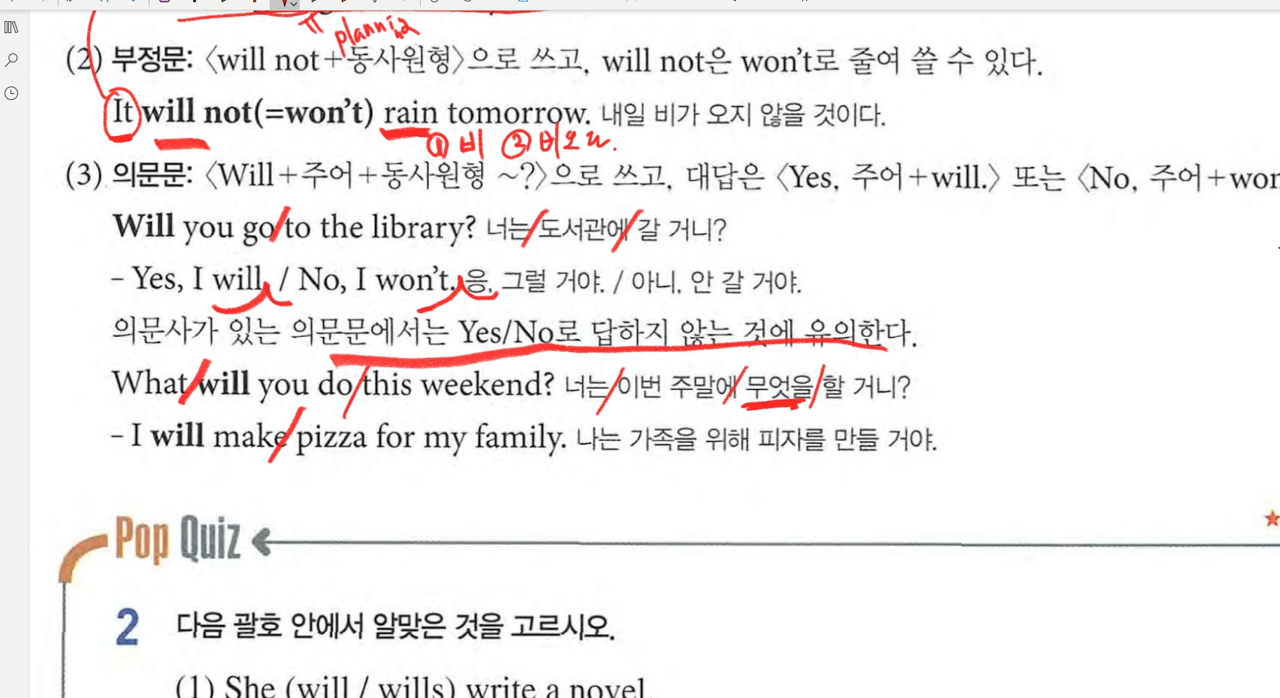 planning
(2) 부정문: 〈will not+동사원형〉으로 쓰고, will not은 won't로 줄여 쓸 수 있다.
It will not(=won't) rain tomorrow. 내일 비가 오지 않을 것이다.
① 비 ② 비오다.
(3) 의문문: 〈Will+주어+동사원형 ~?〉으로 쓰고, 대답은 〈Yes, 주어+will.〉 또는 〈No, 주어+won
Will you go to the library? 너는 도서관에 갈 거니?
– Yes, I will. / No, I won't. 응, 그럴 거야. / 아니, 안 갈 거야.
의문사가 있는 의문문에서는 Yes/No로 답하지 않는 것에 유의한다.
What will you do this weekend? 너는 이번 주말에 무엇을 할 거니?
– I will make pizza for my family. 나는 가족을 위해 피자를 만들 거야.
Pop Quiz
2 다음 괄호 안에서 알맞은 것을 고르시오.
(1) She (will / wills) write a novel.